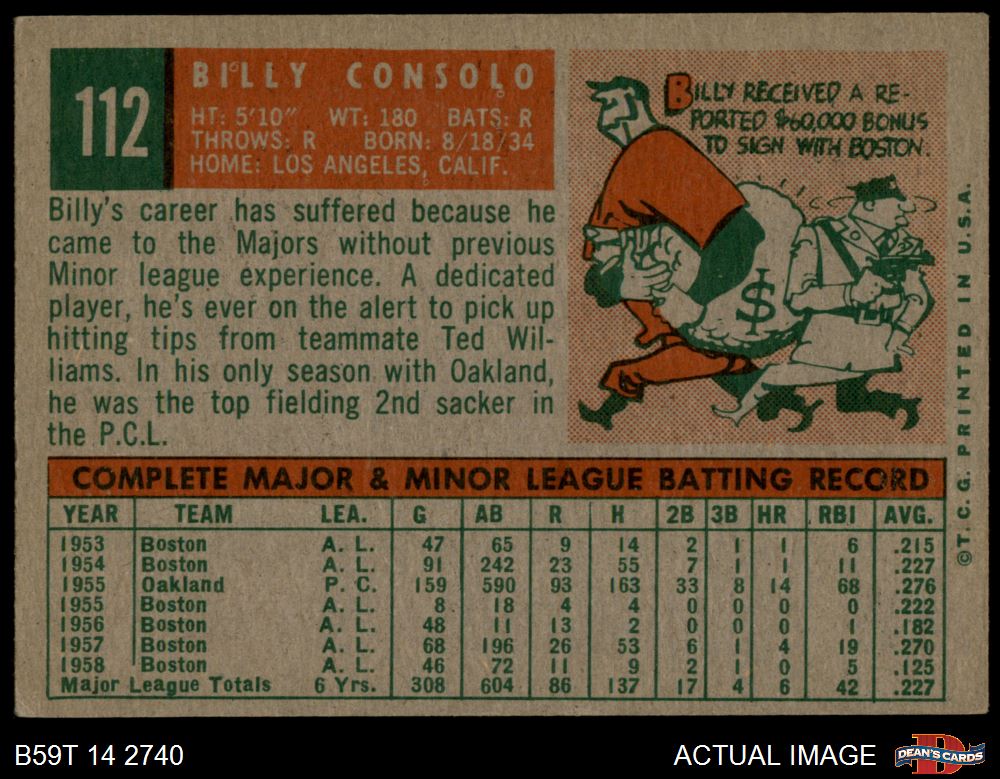 112
BILLY CONSOLO
HT: 5'10" WT: 180 BATS: R
THROWS: R BORN: 8/18/34
HOME: LOS ANGELES, CALIF.
BILLY RECEIVED A RE-
PORTED $60,000 BONUS
TO SIGN WITH BOSTON.
$
Billy's career has suffered because he
came to the Majors without previous
Minor league experience. A dedicated
player, he's ever on the alert to pick up
hitting tips from teammate Ted Wil-
liams. In his only season with Oakland,
he was the top fielding 2nd sacker in
the P.C.L.
©T.C.G. PRINTED IN U.S.A.
COMPLETE MAJOR & MINOR LEAGUE BATTING RECORD
YEAR TEAM LEA. G AB R H 2B 3B HR RBI AVG.
1953 Boston A. L. 47 65 9 14 2 1 1 6 .215
1954 Boston A. L. 91 242 23 55 7 1 1 11 .227
1955 Oakland P. C. 159 590 93 163 33 8 14 68 .276
1955 Boston A. L. 8 18 4 4 0 0 0 0 .222
1956 Boston A. L. 48 11 13 2 0 0 0 1 .182
1957 Boston A. L. 68 196 26 53 6 1 4 19 .270
1958 Boston A. L. 46 72 11 9 2 1 0 5 .125
Major League Totals 6 Yrs. 308 604 86 137 17 4 6 42 .227
B59T 14 2740
ACTUAL IMAGE
DEAN'S CARDS